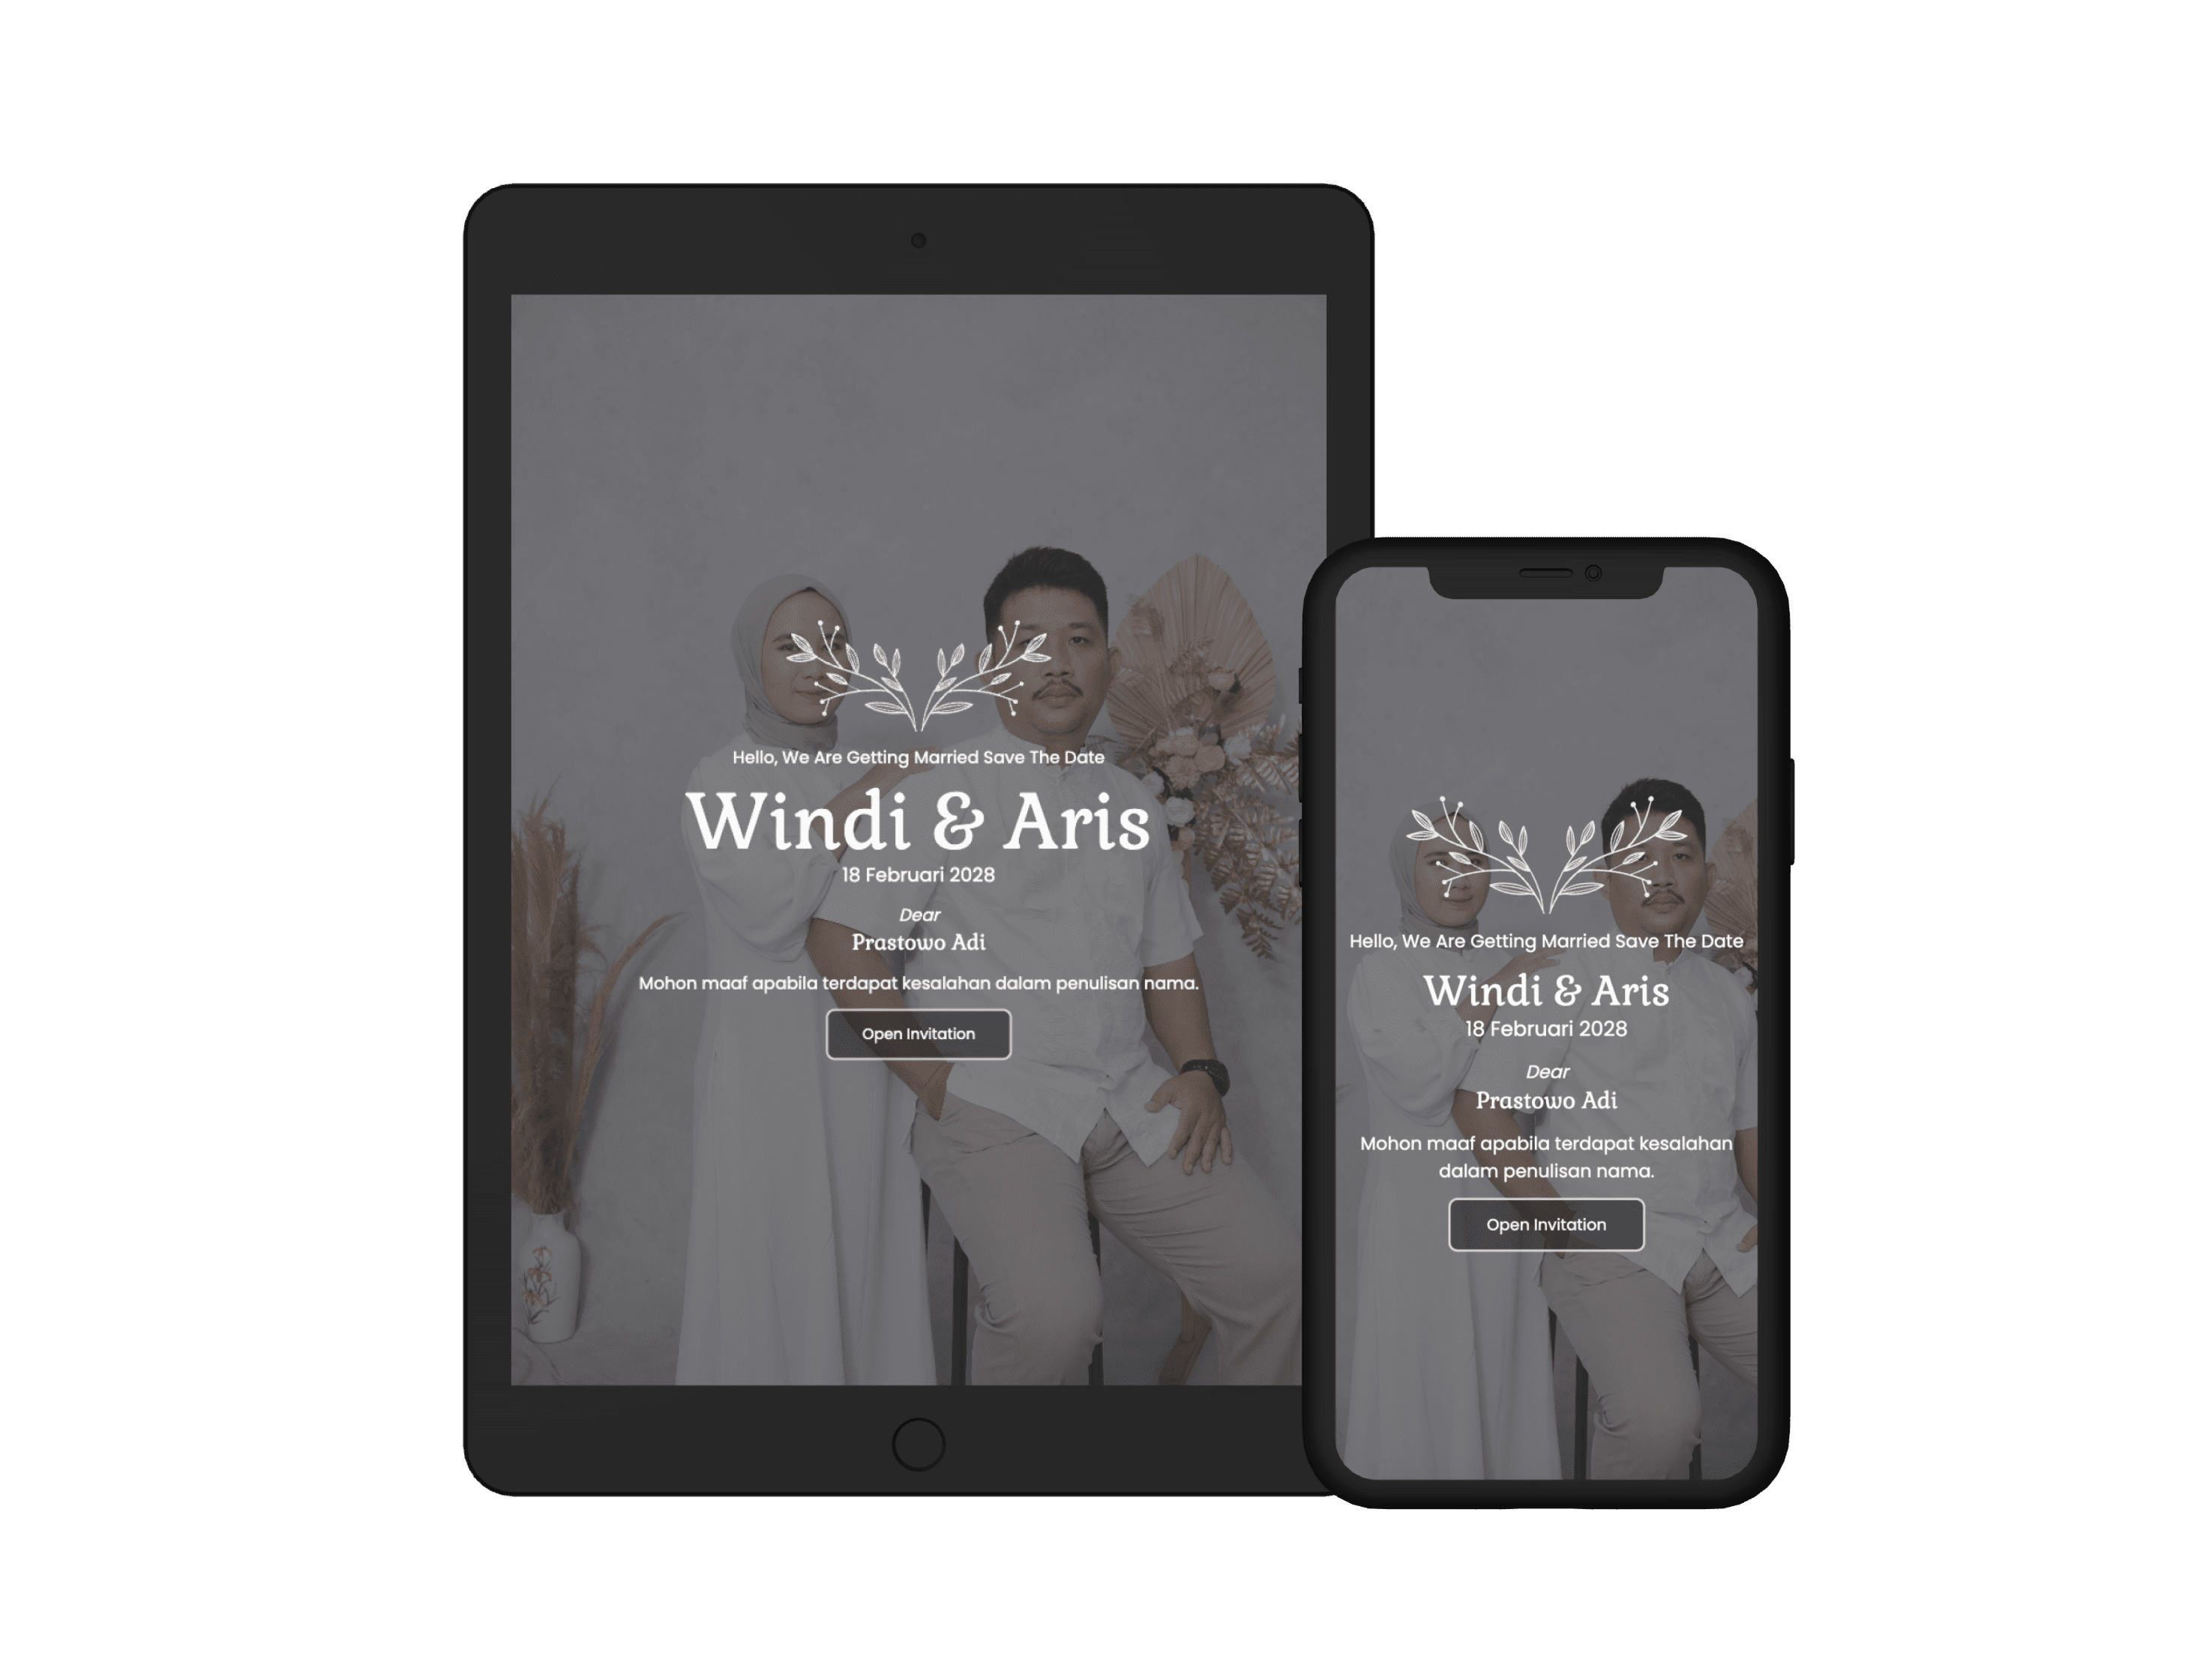 Hello, We Are Getting Married Save The Date
Windi & Aris
18 Februari 2028
Dear
Prastowo Adi
Mohon maaf apabila terdapat kesalahan dalam penulisan nama.
Open Invitation
Hello, We Are Getting Married Save The Date
Windi & Aris
18 Februari 2028
Dear
Prastowo Adi
Mohon maaf apabila terdapat kesalahan
dalam penulisan nama.
Open Invitation